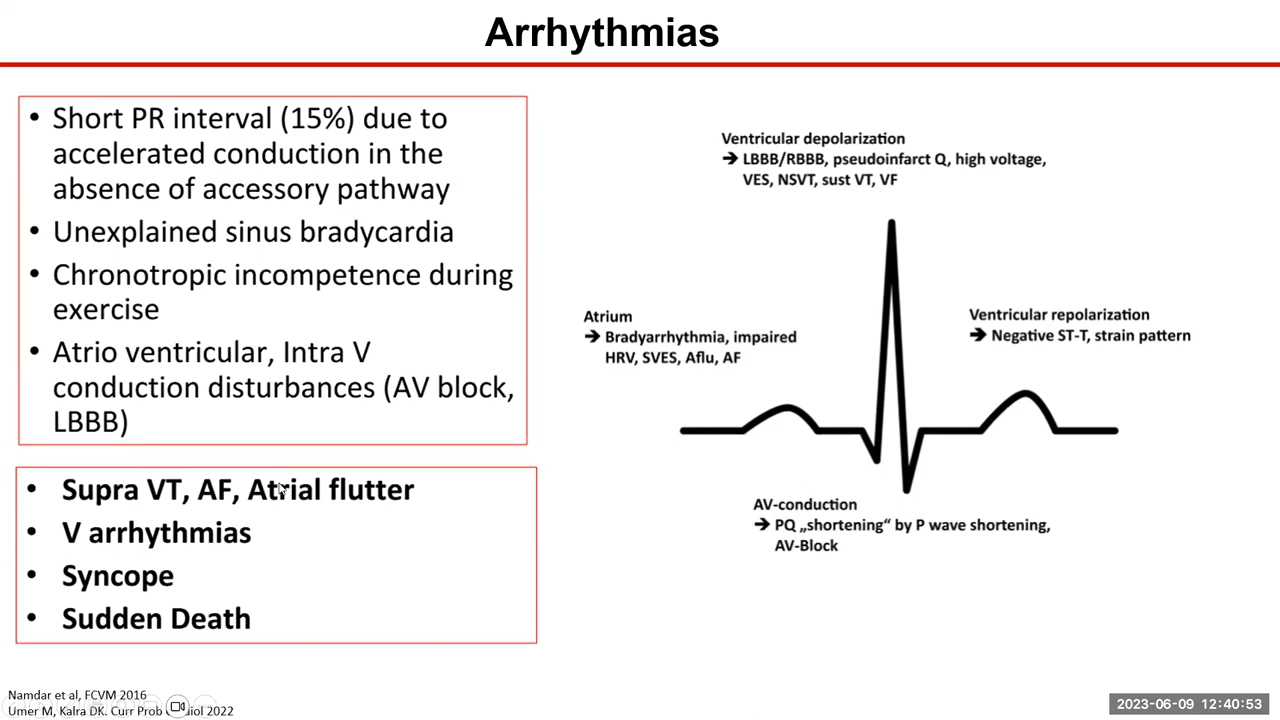 Arrhythmias
• Short PR interval (15%) due to
accelerated conduction in the
absence of accessory pathway
• Unexplained sinus bradycardia
• Chronotropic incompetence during
exercise
• Atrio ventricular, Intra V
conduction disturbances (AV block,
LBBB)
• Supra VT, AF, Atrial flutter
• V arrhythmias
• Syncope
• Sudden Death
Ventricular depolarization
➔ LBBB/RBBB, pseudoinfarct Q, high voltage,
VES, NSVT, sust VT, VF
Atrium
➔ Bradyarrhythmia, impaired
HRV, SVES, Aflu, AF
Ventricular repolarization
➔ Negative ST-T, strain pattern
AV-conduction
➔ PQ „shortening“ by P wave shortening,
AV-Block
Namdar et al, FCVM 2016
Umer M, Kalra DK. Curr Prob 2022
2023-06-09 12:40:53